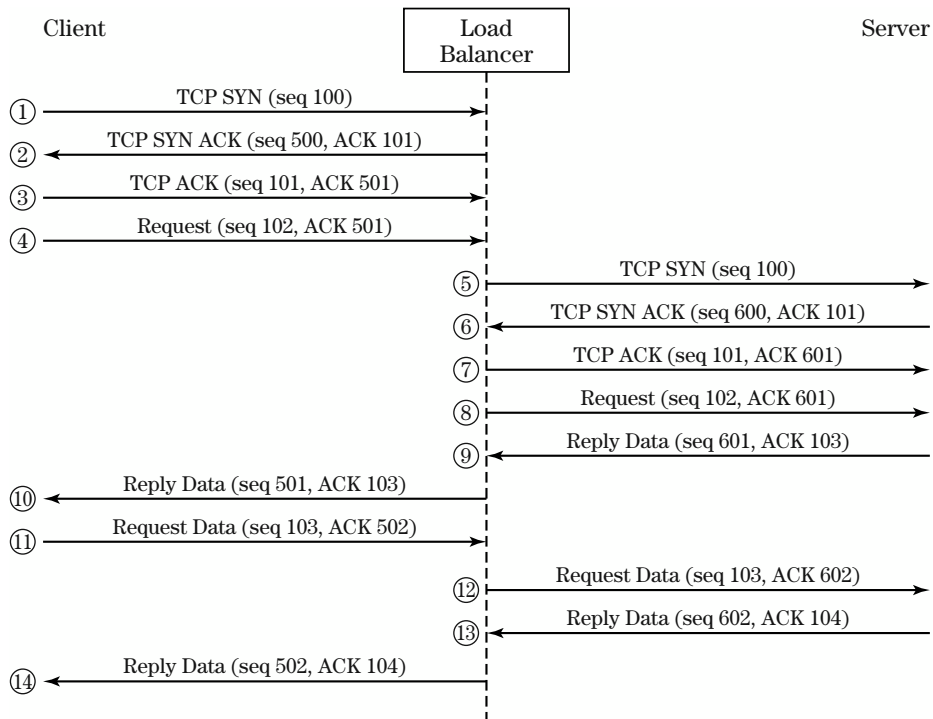 Client
Load
Balancer
Server
① TCP SYN (seq 100)
② TCP SYN ACK (seq 500, ACK 101)
③ TCP ACK (seq 101, ACK 501)
④ Request (seq 102, ACK 501)
⑤ TCP SYN (seq 100)
⑥ TCP SYN ACK (seq 600, ACK 101)
⑦ TCP ACK (seq 101, ACK 601)
⑧ Request (seq 102, ACK 601)
⑨ Reply Data (seq 601, ACK 103)
⑩ Reply Data (seq 501, ACK 103)
⑪ Request Data (seq 103, ACK 502)
⑫ Request Data (seq 103, ACK 602)
⑬ Reply Data (seq 602, ACK 104)
⑭ Reply Data (seq 502, ACK 104)